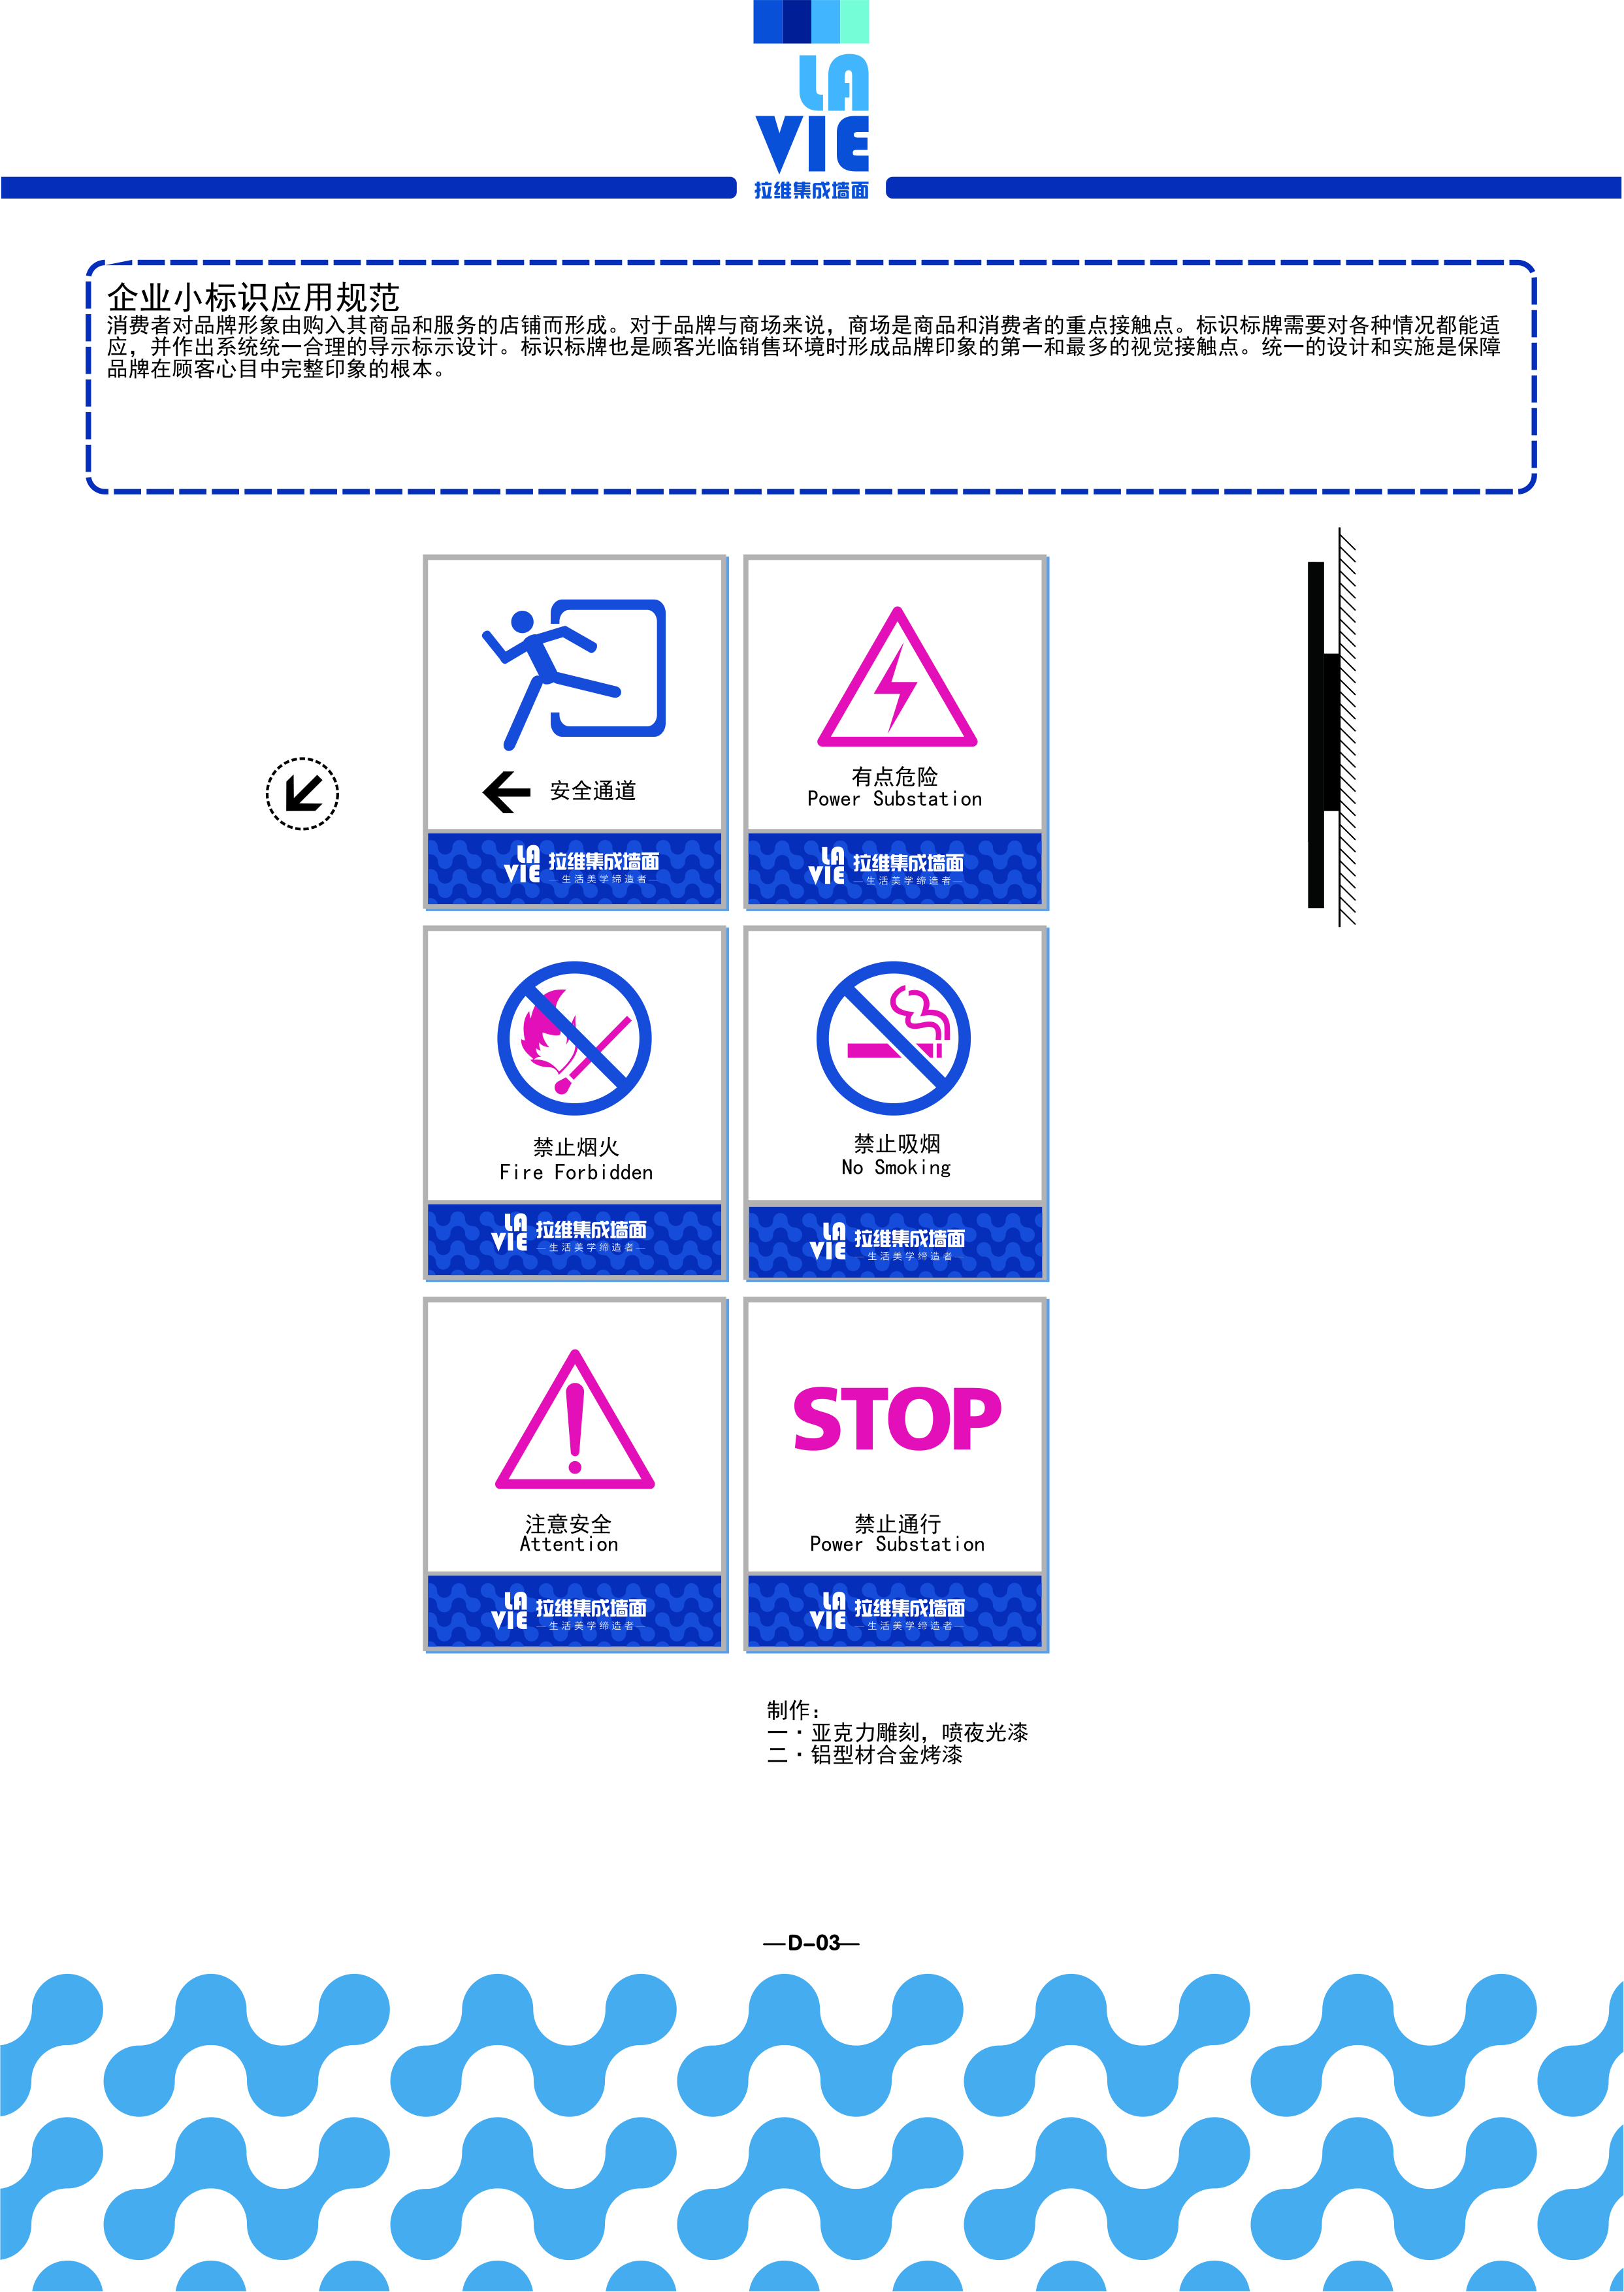 LA
VIE
拉维集成墙面
企业小标识应用规范
消费者对品牌形象由购入其商品和服务的店铺而形成。对于品牌与商场来说，商场是商品和消费者的重点接触点。标识标牌需要对各种情况都能适
应，并作出系统统一合理的导示标示设计。标识标牌也是顾客光临销售环境时形成品牌印象的第一和最多的视觉接触点。统一的设计和实施是保障
品牌在顾客心目中完整印象的根本。
安全通道
LA
VIE
拉维集成墙面
生活美学缔造者
有点危险
Power Substation
LA
VIE
拉维集成墙面
生活美学缔造者
禁止烟火
Fire Forbidden
LA
VIE
拉维集成墙面
生活美学缔造者
禁止吸烟
No Smoking
LA
VIE
拉维集成墙面
生活美学缔造者
注意安全
Attention
LA
VIE
拉维集成墙面
生活美学缔造者
STOP
禁止通行
Power Substation
LA
VIE
拉维集成墙面
生活美学缔造者
制作：
一·亚克力雕刻，喷夜光漆
二·铝型材合金烤漆
—D-03—